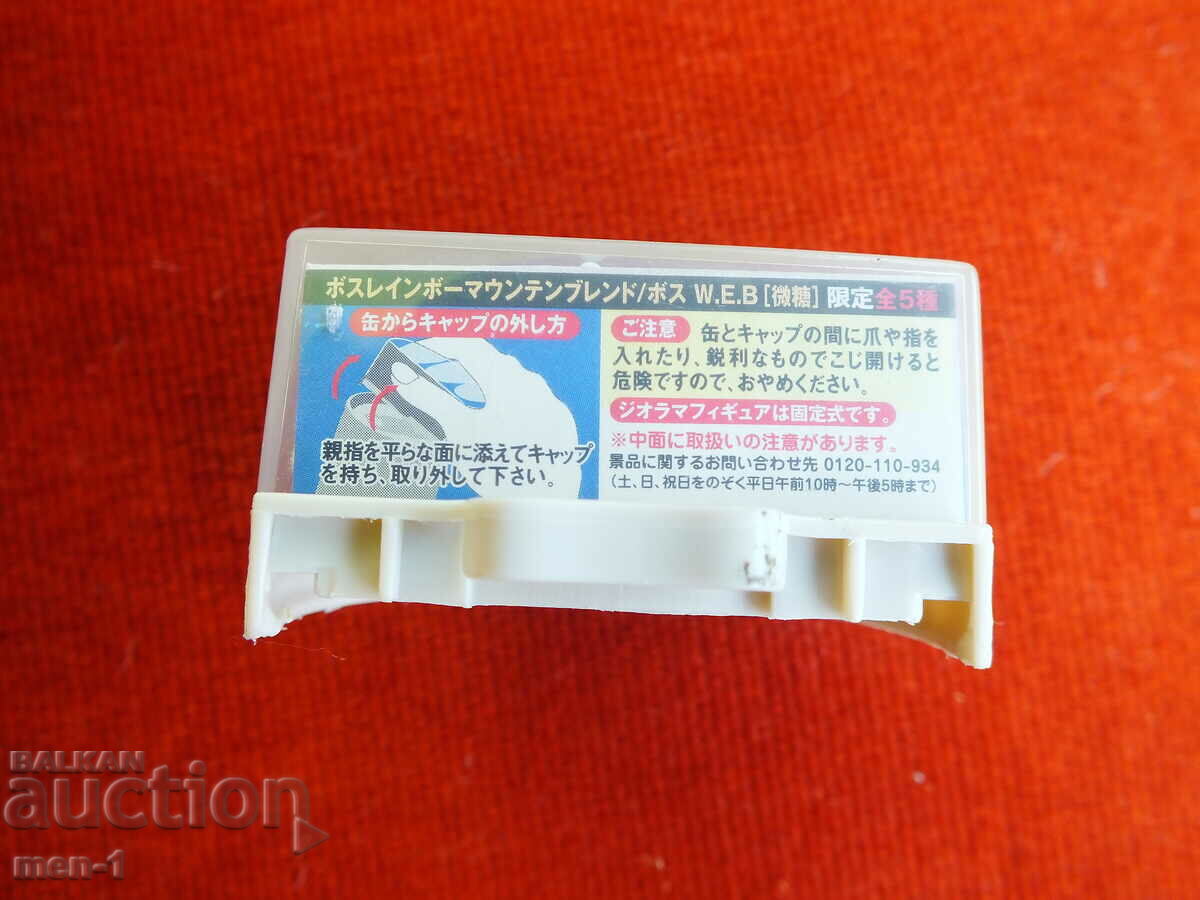 ボスレインボーマウンテンブレンド/ボス W.E.B [微糖] 限定全5種
缶からキャップの外し方
親指を平らな面に添えてキャップ
を持ち、取り外して下さい。
ご注意 缶とキャップの間に爪や指を
入れたり、鋭利なものでこじ開けると
危険ですので、おやめください。
ジオラマフィギュアは固定式です。
※中面に取扱いの注意があります。
景品に関するお問い合わせ先 0120-110-934
(土、日、祝日をのぞく平日午前10時〜午後5時まで)
BALKAN
auction
men-1